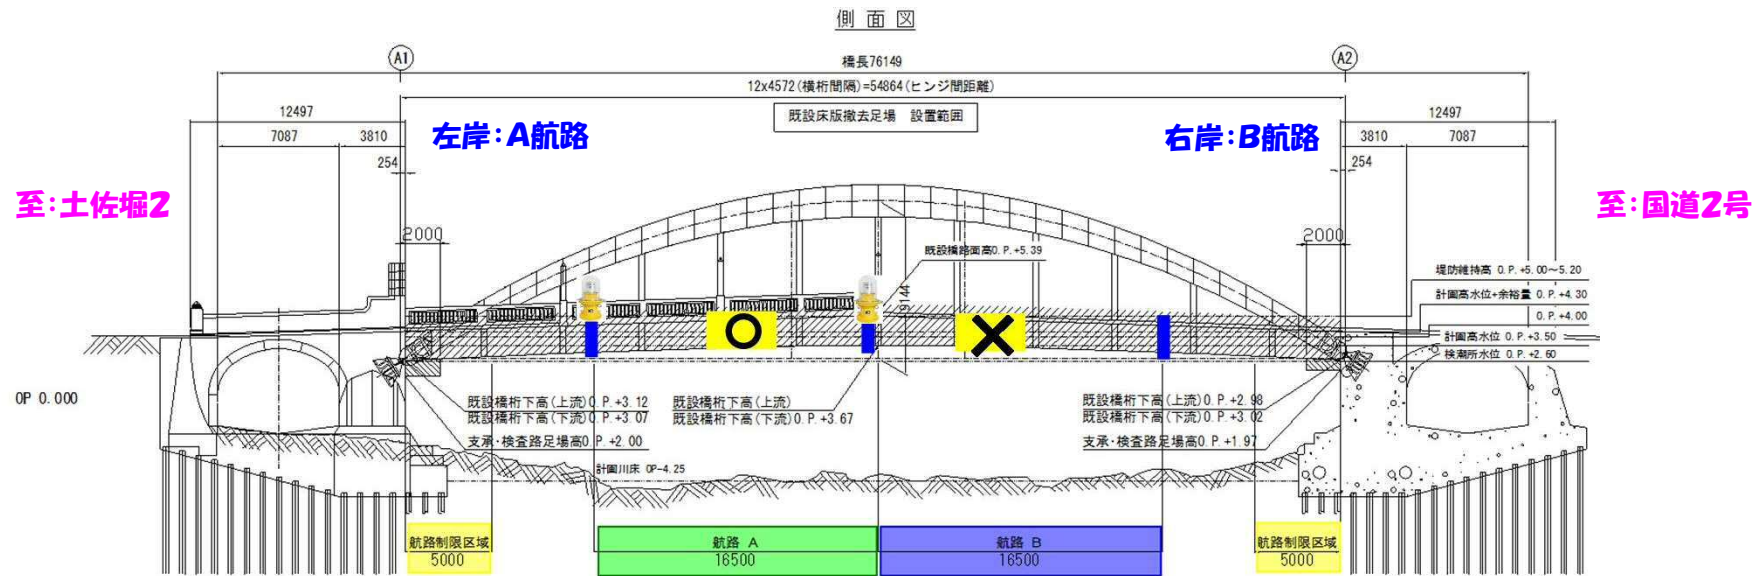 側面図
A1
A2
橋長76149
12x4572(横桁間隔)=54864(ヒンジ間距離)
既設床版撤去足場 設置範囲
12497
7087
3810
254
12497
3810
7087
254
左岸:A航路
右岸:B航路
至:土佐堀2
至:国道2号
2000
2000
既設橋路面高O.P.+5.39
9144
堤防維持高 O.P.+5.00~5.20
計画高水位+余裕量 O.P.+4.30
O.P.+4.00
計画高水位 O.P.+3.50
検潮所水位 O.P.+2.60
OP 0.000
既設橋桁下高(上流)O.P.+3.12
既設橋桁下高(下流)O.P.+3.07
支承・検査路足場高O.P.+2.00
既設橋桁下高(上流)
既設橋桁下高(下流)O.P.+3.67
既設橋桁下高(上流)O.P.+2.98
既設橋桁下高(下流)O.P.+3.02
支承・検査路足場高O.P.+1.97
計画川床 OP-4.25
航路制限区域
5000
航路 A
16500
航路 B
16500
航路制限区域
5000